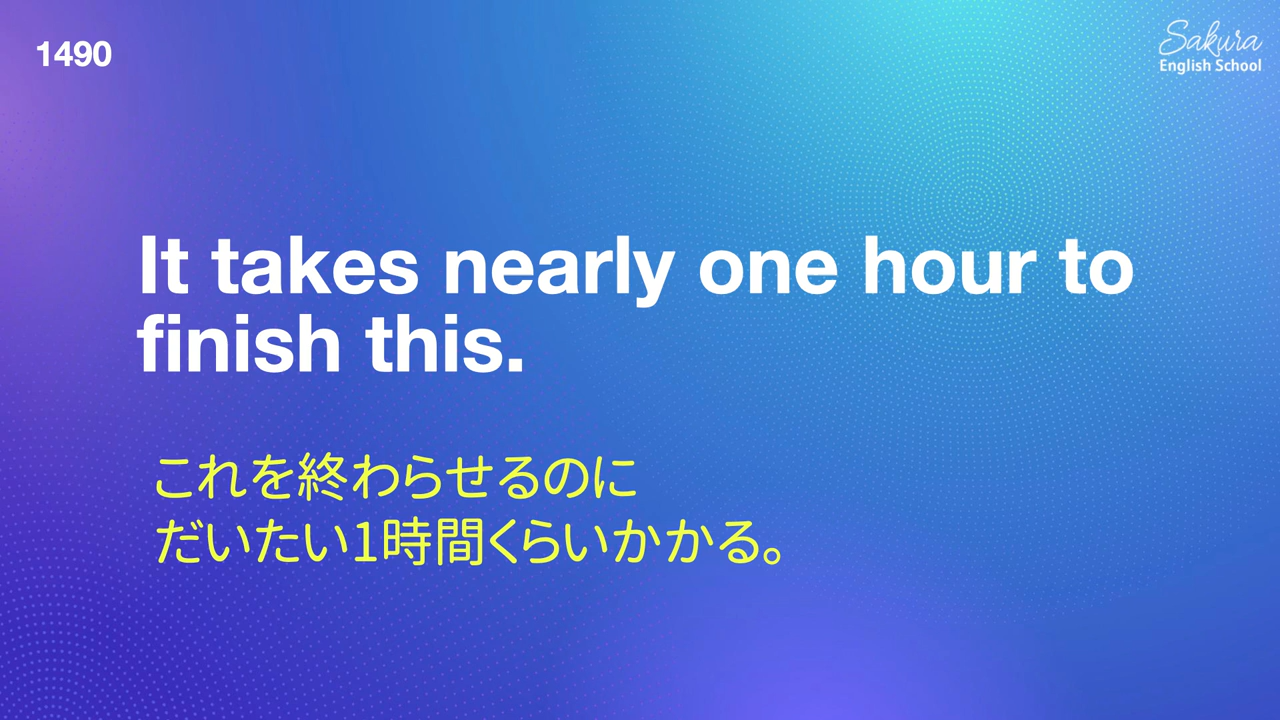 1490
Sakura
English School
It takes nearly one hour to
finish this.
これを終わらせるのに
だいたい1時間くらいかかる。